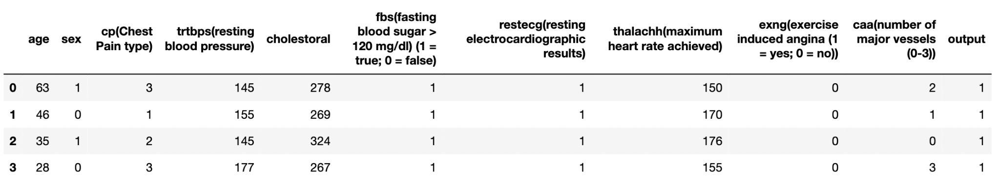 age sex cp(Chest Pain type) trtbps(resting blood pressure) cholestoral fbs(fasting blood sugar > 120 mg/dl) (1 = true; 0 = false) restecg(resting electrocardiographic results) thalachh(maximum heart rate achieved) exng(exercise induced angina (1 = yes; 0 = no)) caa(number of major vessels (0-3)) output
0 63 1 3 145 278 1 1 150 0 2 1
1 46 0 1 155 269 1 1 170 0 1 1
2 35 1 2 145 324 1 1 176 0 0 1
3 28 0 3 177 267 1 1 155 0 3 1